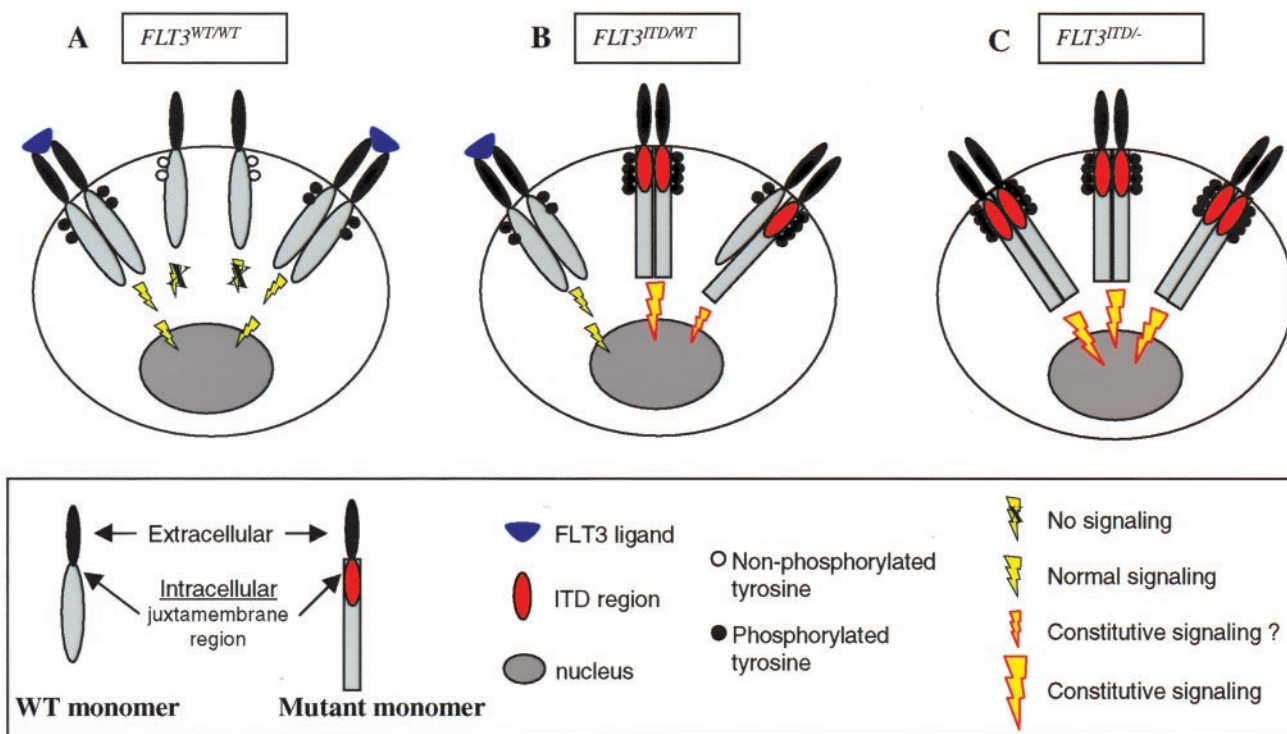 A
FLT3WT/WT
B
FLT3ITD/WT
C
FLT3ITD/-
Extracellular
Intracellular
juxtamembrane
region
WT monomer
Mutant monomer
FLT3 ligand
ITD region
nucleus
Non-phosphorylated
tyrosine
Phosphorylated
tyrosine
No signaling
Normal signaling
Constitutive signaling ?
Constitutive signaling